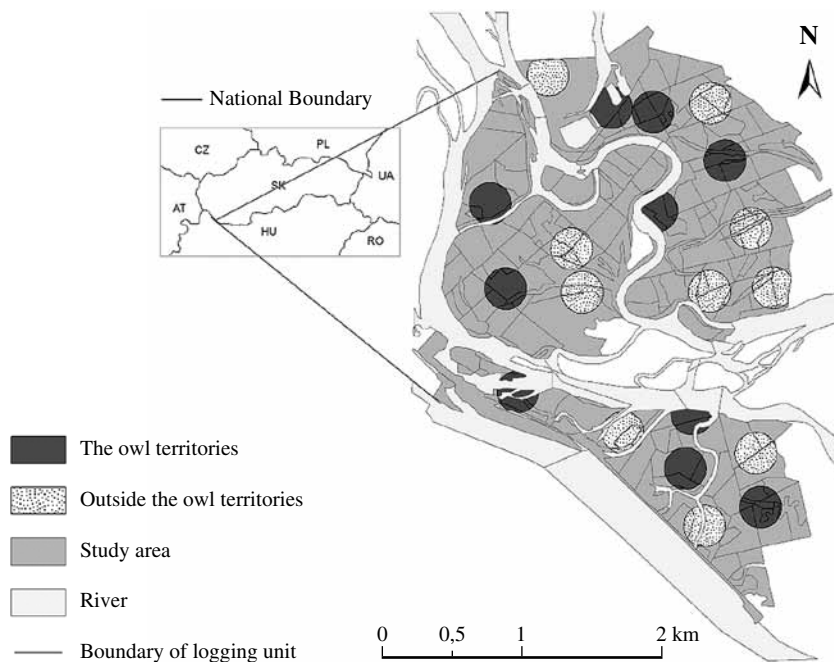 N
National Boundary
CZ
PL
SK
UA
AT
HU
RO
The owl territories
Outside the owl territories
Study area
River
Boundary of logging unit
0 0,5 1 2 km